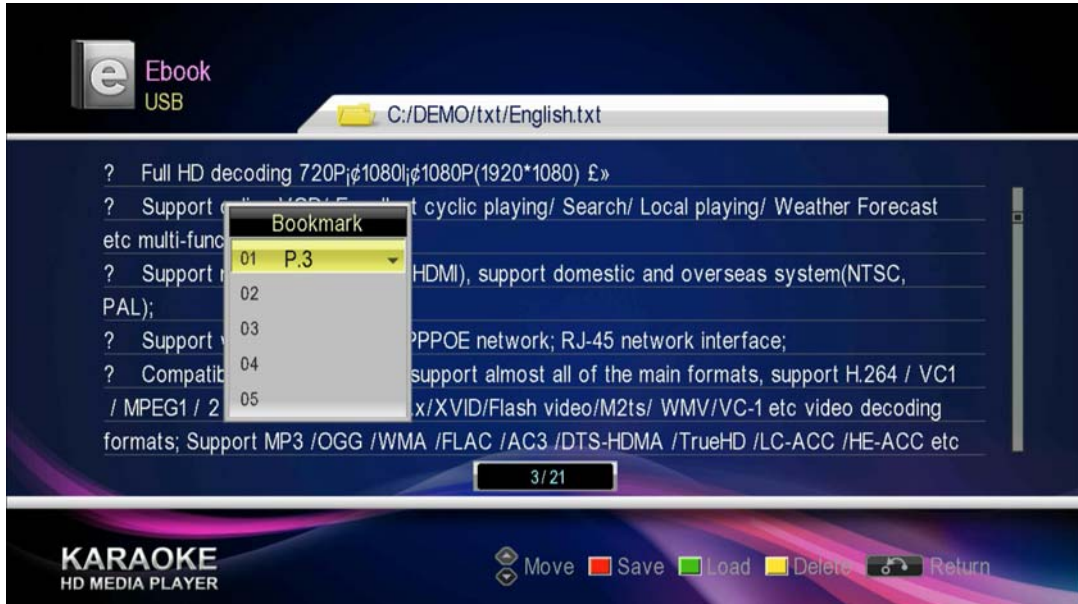 e
Ebook
USB
C:/DEMO/txt/English.txt
? Full HD decoding 720P¡¢1080I¡¢1080P(1920*1080) £»
? Support t cyclic playing/ Search/ Local playing/ Weather Forecast
etc multi-func
? Support HDMI), support domestic and overseas system(NTSC,
PAL);
? Support PPPOE network; RJ-45 network interface;
? Compatib support almost all of the main formats, support H.264 / VC1
/ MPEG1 / 2 .x/XVID/Flash video/M2ts/ WMV/VC-1 etc video decoding
formats; Support MP3 /OGG /WMA /FLAC /AC3 /DTS-HDMA /TrueHD /LC-ACC /HE-ACC etc
Bookmark
01 P.3
02
03
04
05
3/21
KARAOKE
HD MEDIA PLAYER
Move Save Load Delete Return